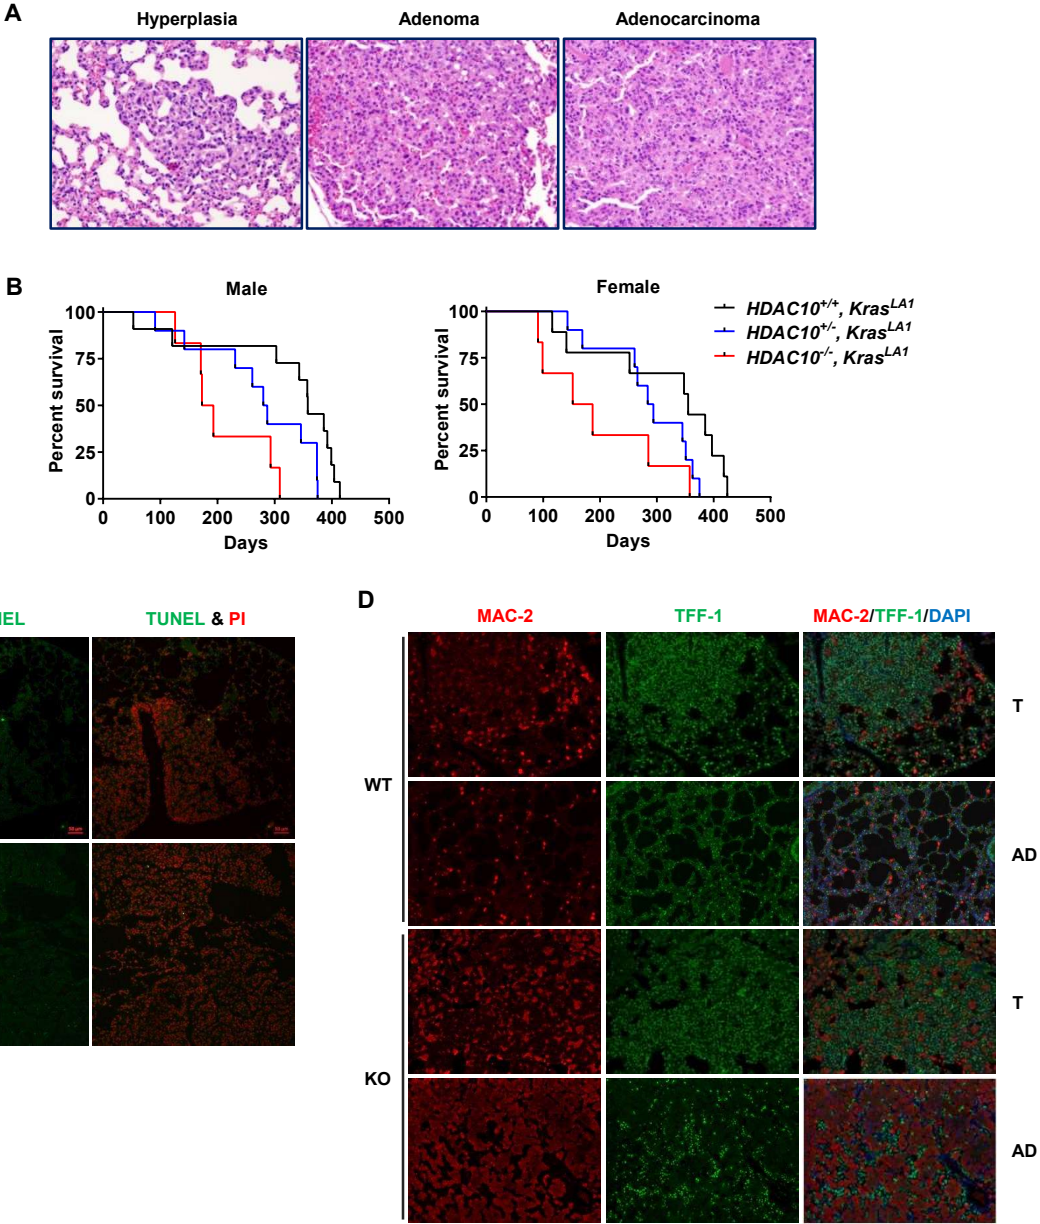 A
Hyperplasia
Adenoma
Adenocarcinoma
B
Male
Percent survival
100
75
50
25
0
0 100 200 300 400 500
Days
Female
Percent survival
100
75
50
25
0
0 100 200 300 400 500
Days
HDAC10+/+, KrasLA1
HDAC10+/-, KrasLA1
HDAC10-/-, KrasLA1
TUNEL & PI
D
MAC-2
TFF-1
MAC-2/TFF-1/DAPI
WT
T
AD
KO
T
AD